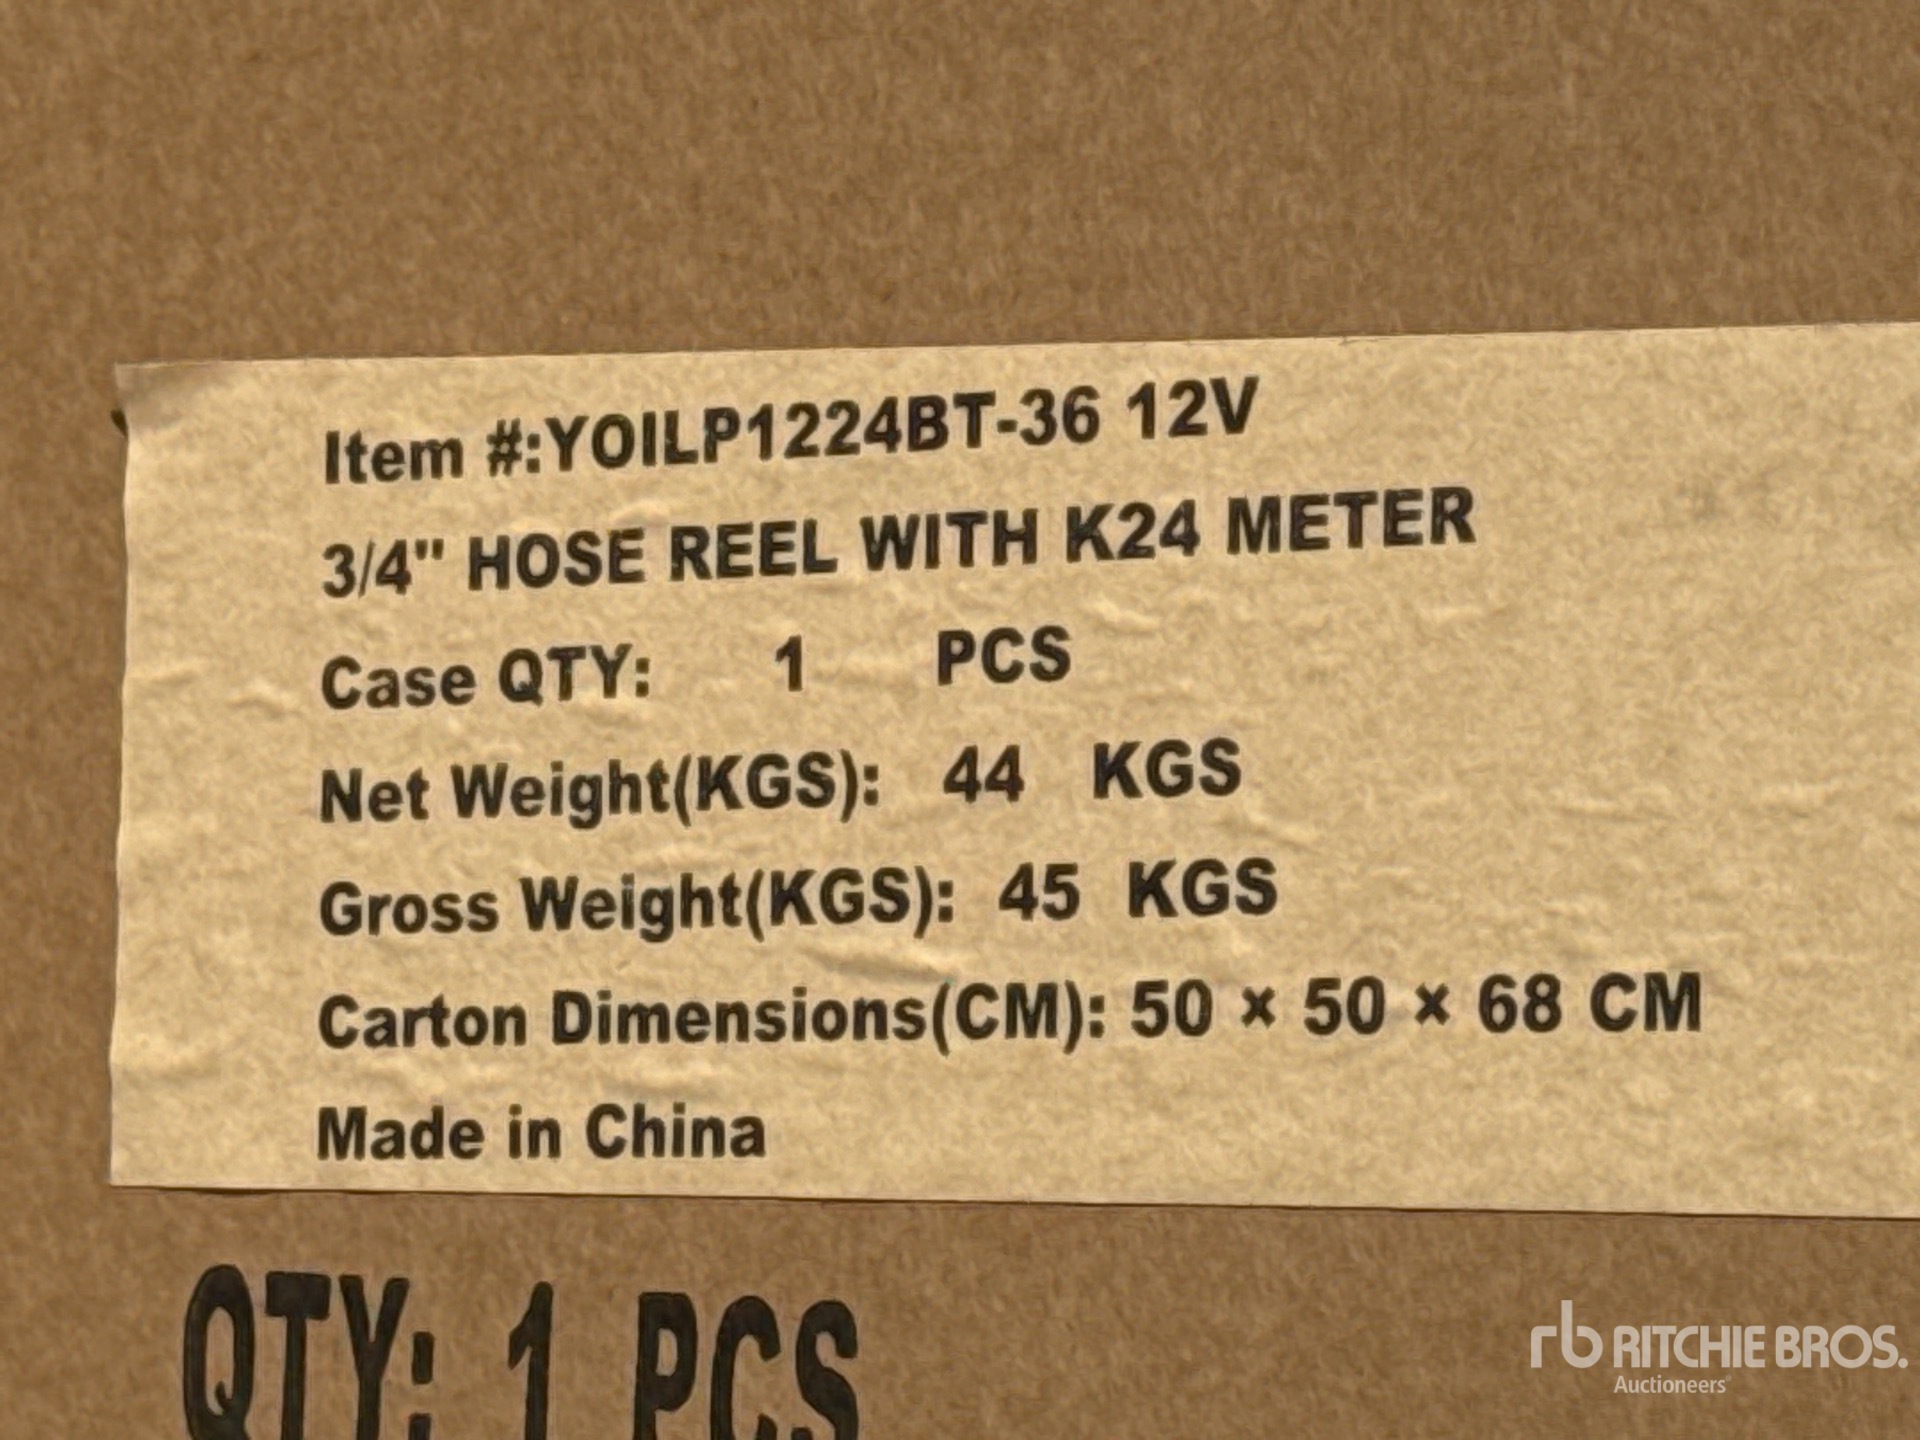 Item #:YOILP1224BT-36 12V
3/4" HOSE REEL WITH K24 METER
Case QTY: 1 PCS
Net Weight(KGS): 44 KGS
Gross Weight(KGS): 45 KGS
Carton Dimensions(CM): 50 × 50 × 68 CM
Made in China
QTY: 1 PCS
rb RITCHIE BROS.
Auctioneers